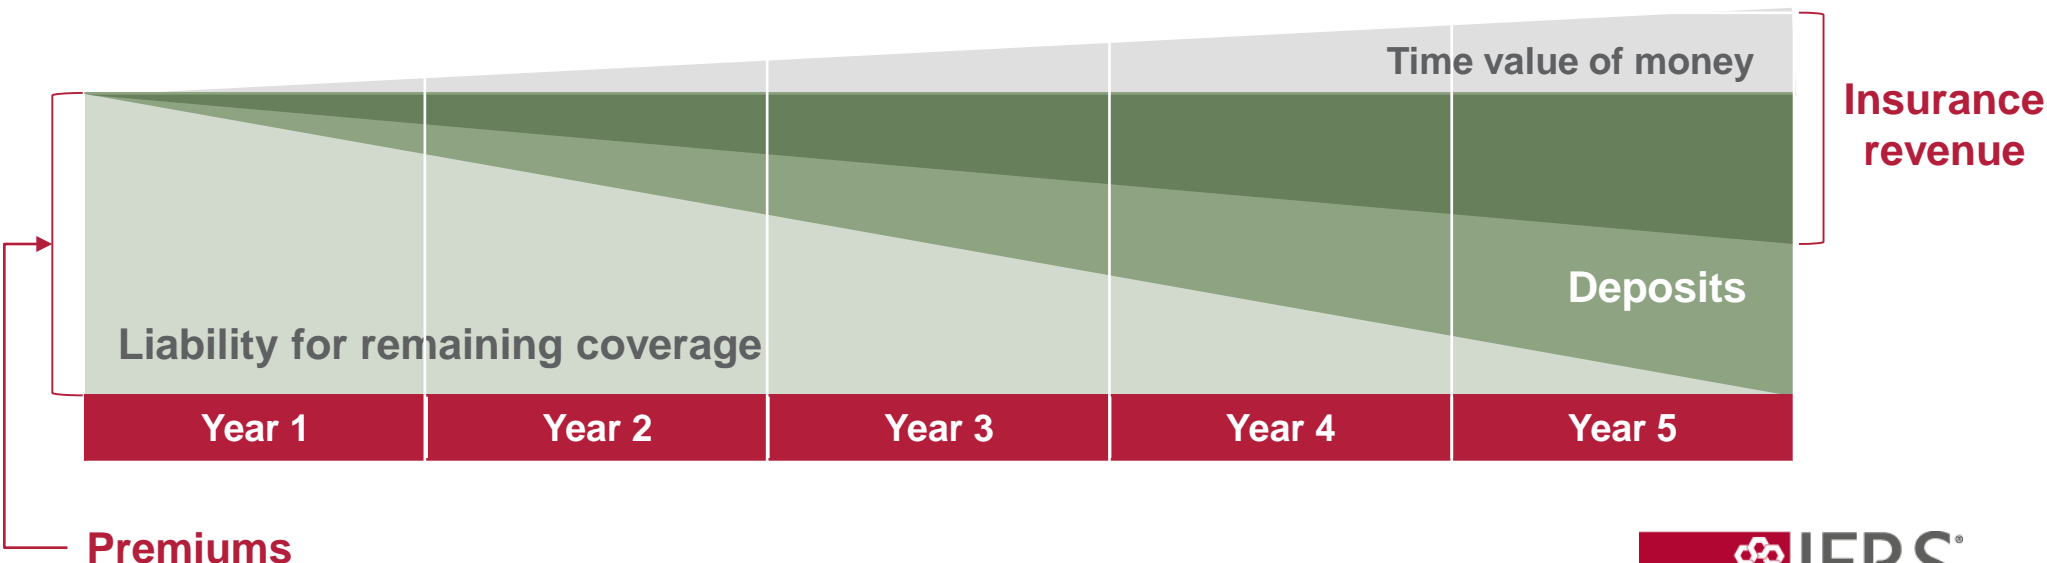 Time value of money
Insurance
revenue
Deposits
Liability for remaining coverage
Year 1 Year 2 Year 3 Year 4 Year 5
Premiums
IFRS®